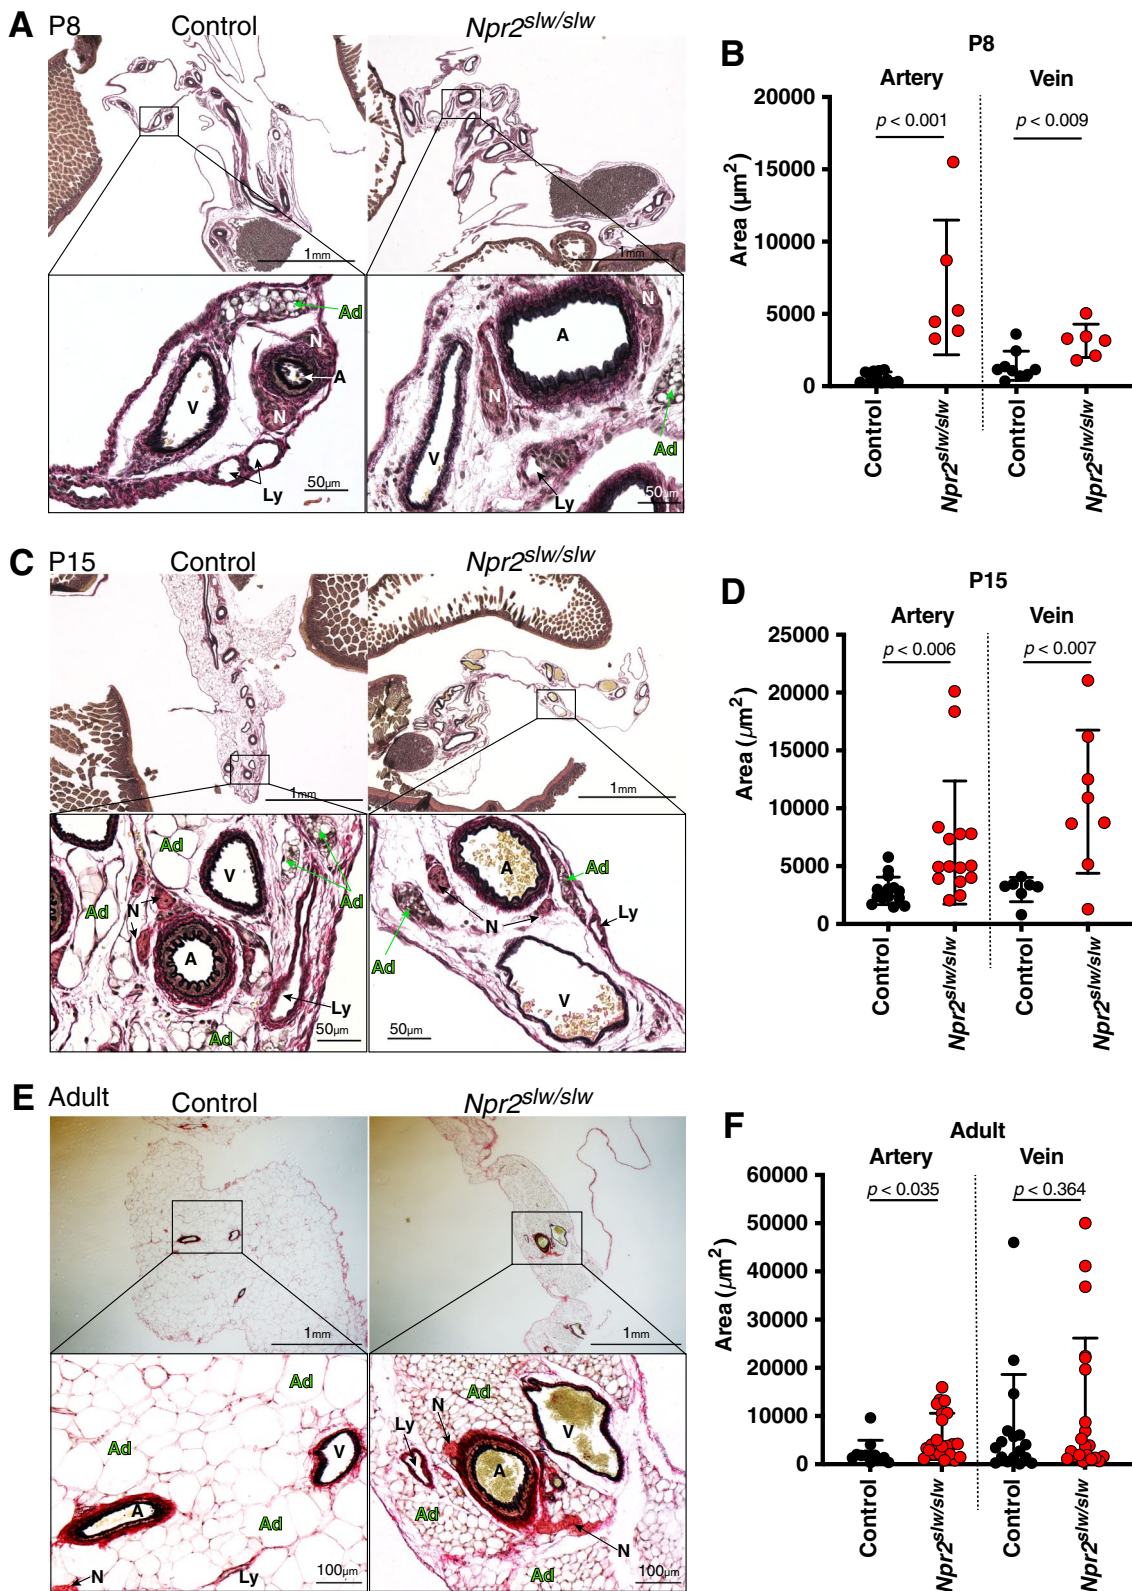 A P8 Control Npr2slw/slw
1mm
1mm
Ad
N
A
V
N
Ly
50µm
N
A
N
Ad
V
Ly
50µm
B P8
Artery Vein
20000
p < 0.001 p < 0.009
15000
10000
5000
0
Area (µm2)
Control
Npr2slw/slw
Control
Npr2slw/slw
C P15 Control Npr2slw/slw
1mm
1mm
Ad
Ad
V
Ad
N
Ad
A
Ly
Ad
50µm
A
Ad
N
Ly
Ad
V
50µm
D P15
Artery Vein
25000
p < 0.006 p < 0.007
20000
15000
10000
5000
0
Area (µm2)
Control
Npr2slw/slw
Control
Npr2slw/slw
E Adult Control Npr2slw/slw
1mm
1mm
Ad
Ad
V
A
Ad
N
Ly
100µm
Ad
N
Ly
V
A
Ad
N
Ad
100µm
F Adult
Artery Vein
60000
p < 0.035 p < 0.364
50000
40000
30000
20000
10000
0
Area (µm2)
Control
Npr2slw/slw
Control
Npr2slw/slw